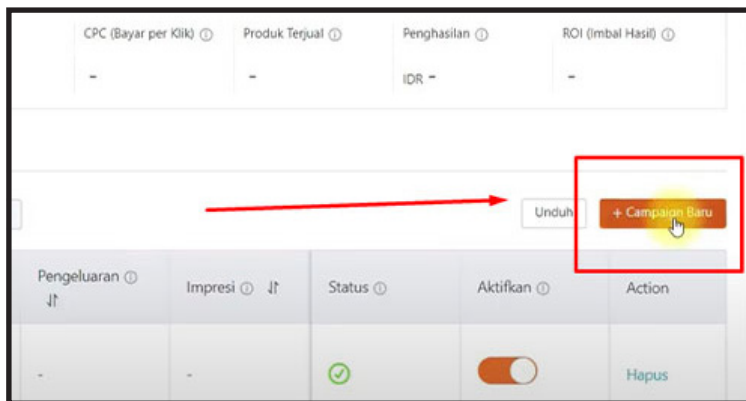 CPC (Bayar per Klik) Produk Terjual Penghasilan ROI (Imbal Hasil)
- - IDR - -
Unduh + Campaign Baru
Pengeluaran Impresi Status Aktifkan Action
- - Hapus